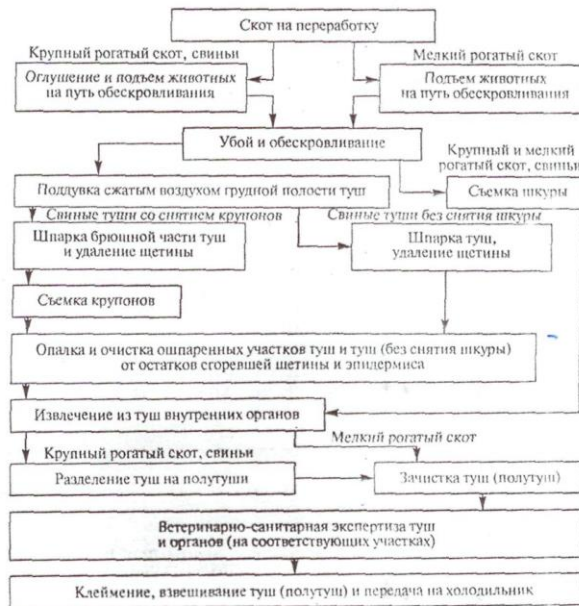 Скот на переработку
Крупный рогатый скот, свиньи
Мелкий рогатый скот
Оглушение и подъем животных
на путь обескровливания
Подъем животных
на путь обескровливания
Убой и обескровливание
Крупный и мелкий
рогатый скот, свиньи
Поддувка сжатым воздухом грудной полости туш
Съемка шкуры
Свиные туши со снятием крупонов
Свиные туши без снятия шкуры
Шпарка брюшной части туш
и удаление щетины
Шпарка туш,
удаление щетины
Съемка крупонов
Опалка и очистка ошпаренных участков туш и туш (без снятия шкуры)
от остатков сгоревшей щетины и эпидермиса
Извлечение из туш внутренних органов
Мелкий рогатый скот
Крупный рогатый скот, свиньи
Разделение туш на полутуши
Зачистка туш (полутуш)
Ветеринарно-санитарная экспертиза туш
и органов (на соответствующих участках)
Клеймение, взвешивание туш (полутуш) и передача на холодильник